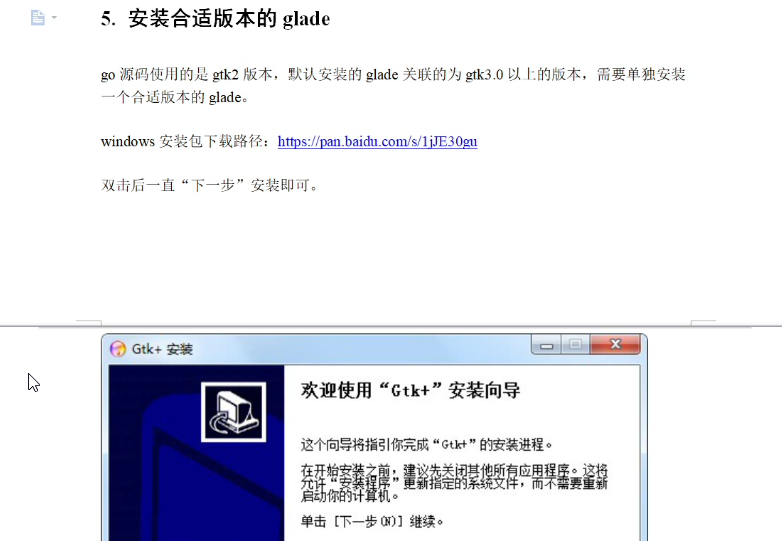 5. 安装合适版本的 glade
go 源码使用的是 gtk2 版本，默认安装的 glade 关联的为 gtk3.0 以上的版本，需要单独安装
一个合适版本的 glade。
windows 安装包下载路径：https://pan.baidu.com/s/1jJE30gu
双击后一直“下一步”安装即可。
Gtk+ 安装
欢迎使用“Gtk+”安装向导
这个向导将指引你完成“Gtk+”的安装进程。
在开始安装之前，建议先关闭其他所有应用程序。这将
允许“安装程序”更新指定的系统文件，而不需要重新
启动你的计算机。
单击 [下一步(N)] 继续。